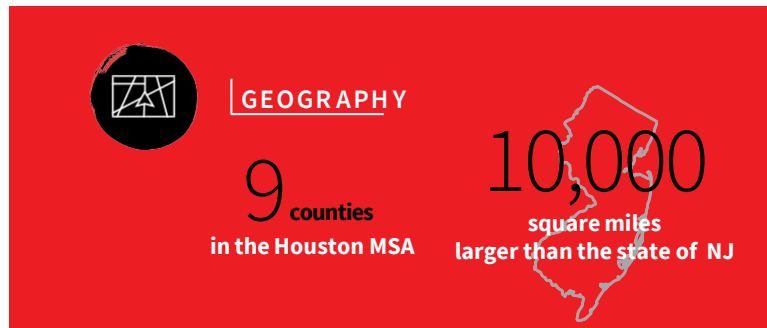 GEOGRAPHY
9 counties
in the Houston MSA
10,000
square miles
larger than the state of NJ